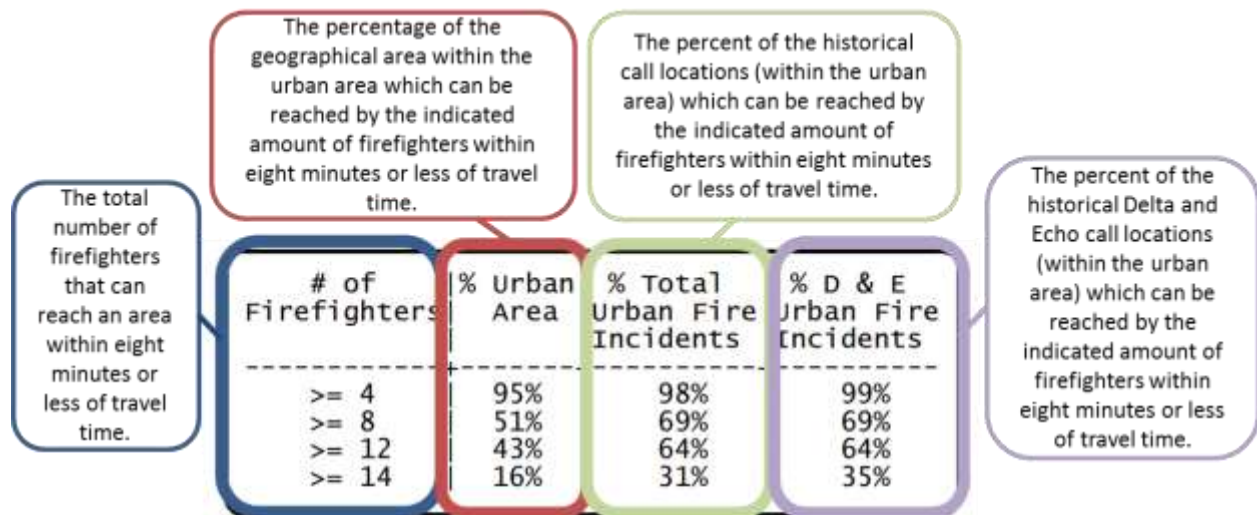 The percentage of the
geographical area within the
urban area which can be
reached by the indicated
amount of firefighters within
eight minutes or less of travel
time.
The percent of the historical
call locations (within the urban
area) which can be reached by
the indicated amount of
firefighters within eight minutes
or less of travel time.
The total
number of
firefighters
that can
reach an area
within eight
minutes or
less of travel
time.
The percent of the
historical Delta and
Echo call locations
(within the urban
area) which can be
reached by the
indicated amount of
firefighters within
eight minutes or less
of travel time.
# of | % Urban % Total % D & E
Firefighters | Area Urban Fire Urban Fire
| Incidents Incidents
>= 4 | 95% 98% 99%
>= 8 | 51% 69% 69%
>= 12 | 43% 64% 64%
>= 14 | 16% 31% 35%